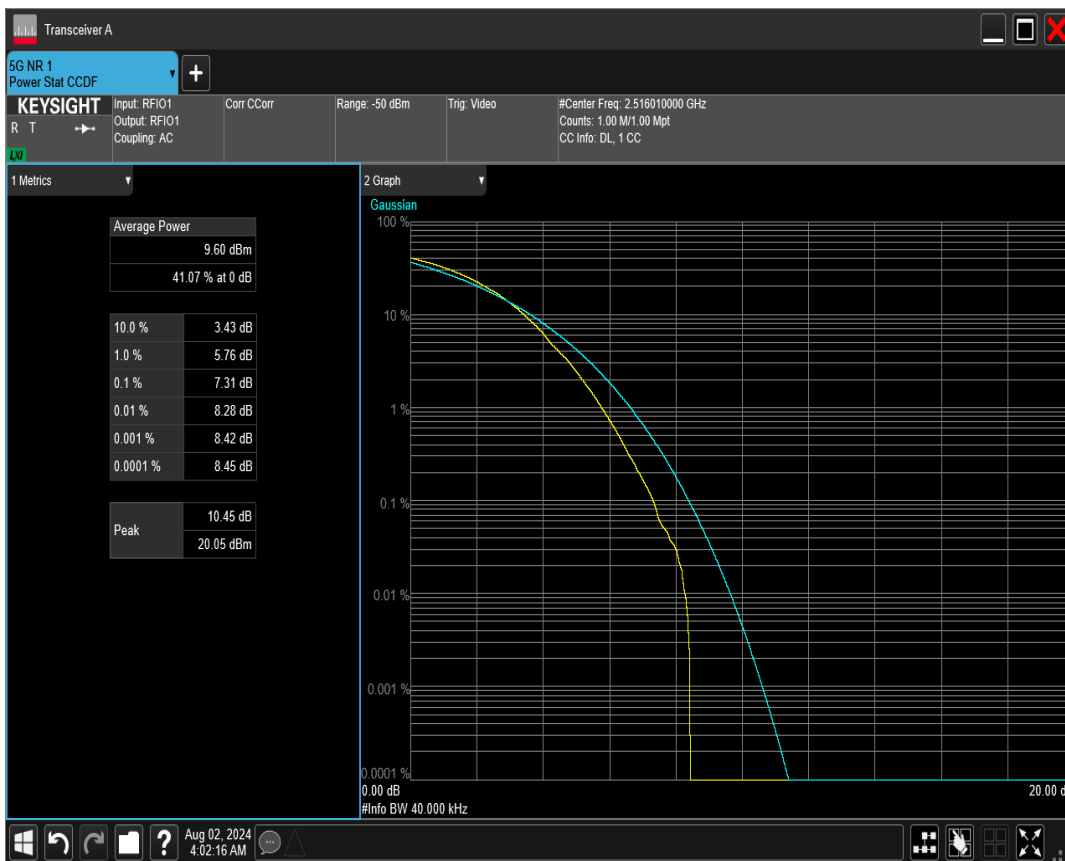 Transceiver A
5G NR 1
Power Stat CCDF
+
KEYSIGHT
R T
LXI
Input: RFIO1
Output: RFIO1
Coupling: AC
Corr CCorr
Range: -50 dBm
Trig: Video
#Center Freq: 2.516010000 GHz
Counts: 1.00 M/1.00 Mpt
CC Info: DL, 1 CC
1 Metrics
Average Power
9.60 dBm
41.07 % at 0 dB
10.0 % 3.43 dB
1.0 % 5.76 dB
0.1 % 7.31 dB
0.01 % 8.28 dB
0.001 % 8.42 dB
0.0001 % 8.45 dB
Peak 10.45 dB
20.05 dBm
2 Graph
Gaussian
100 %
10 %
1 %
0.1 %
0.01 %
0.001 %
0.0001 %
0.00 dB
20.00 d
#Info BW 40.000 kHz
?
Aug 02, 2024
4:02:16 AM